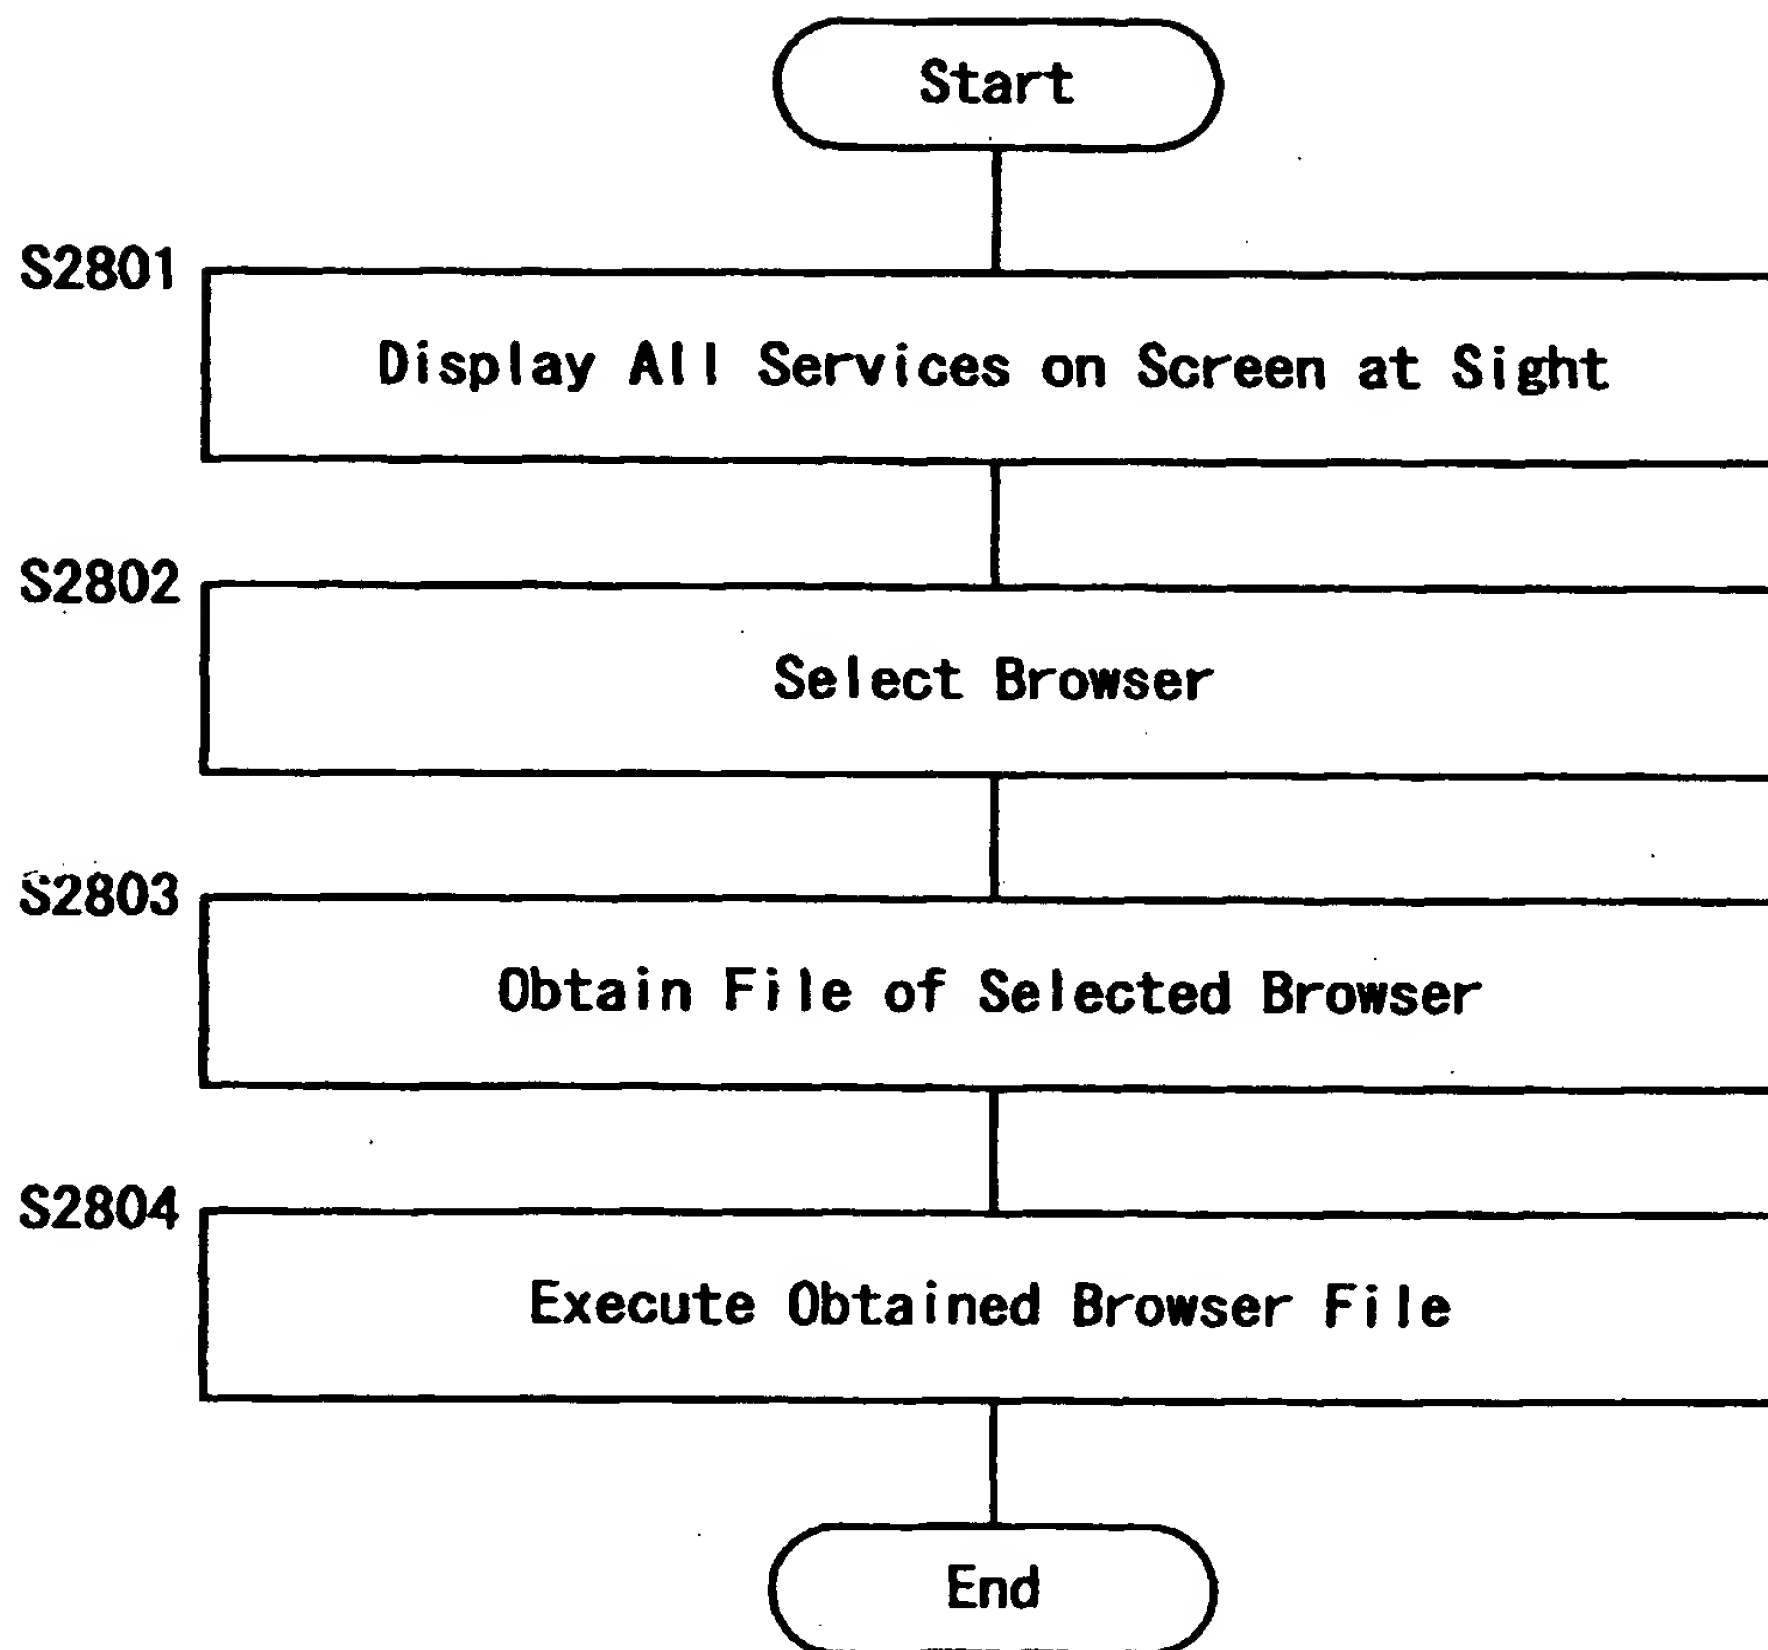 Start
S2801
Display All Services on Screen at Sight
S2802
Select Browser
S2803
Obtain File of Selected Browser
S2804
Execute Obtained Browser File
End